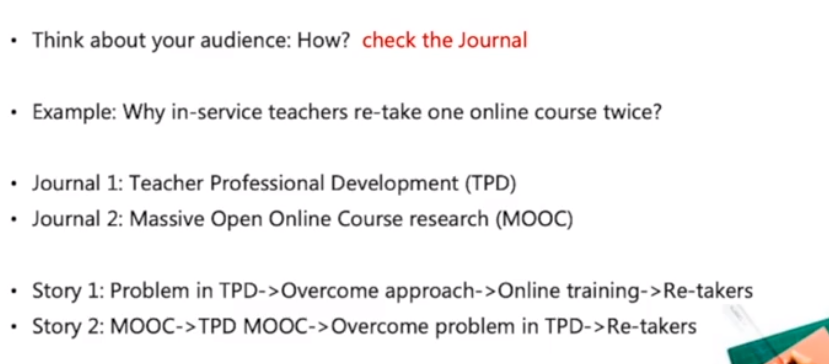 • Think about your audience: How? check the Journal
• Example: Why in-service teachers re-take one online course twice?
• Journal 1: Teacher Professional Development (TPD)
• Journal 2: Massive Open Online Course research (MOOC)
• Story 1: Problem in TPD->Overcome approach->Online training->Re-takers
• Story 2: MOOC->TPD MOOC->Overcome problem in TPD->Re-takers